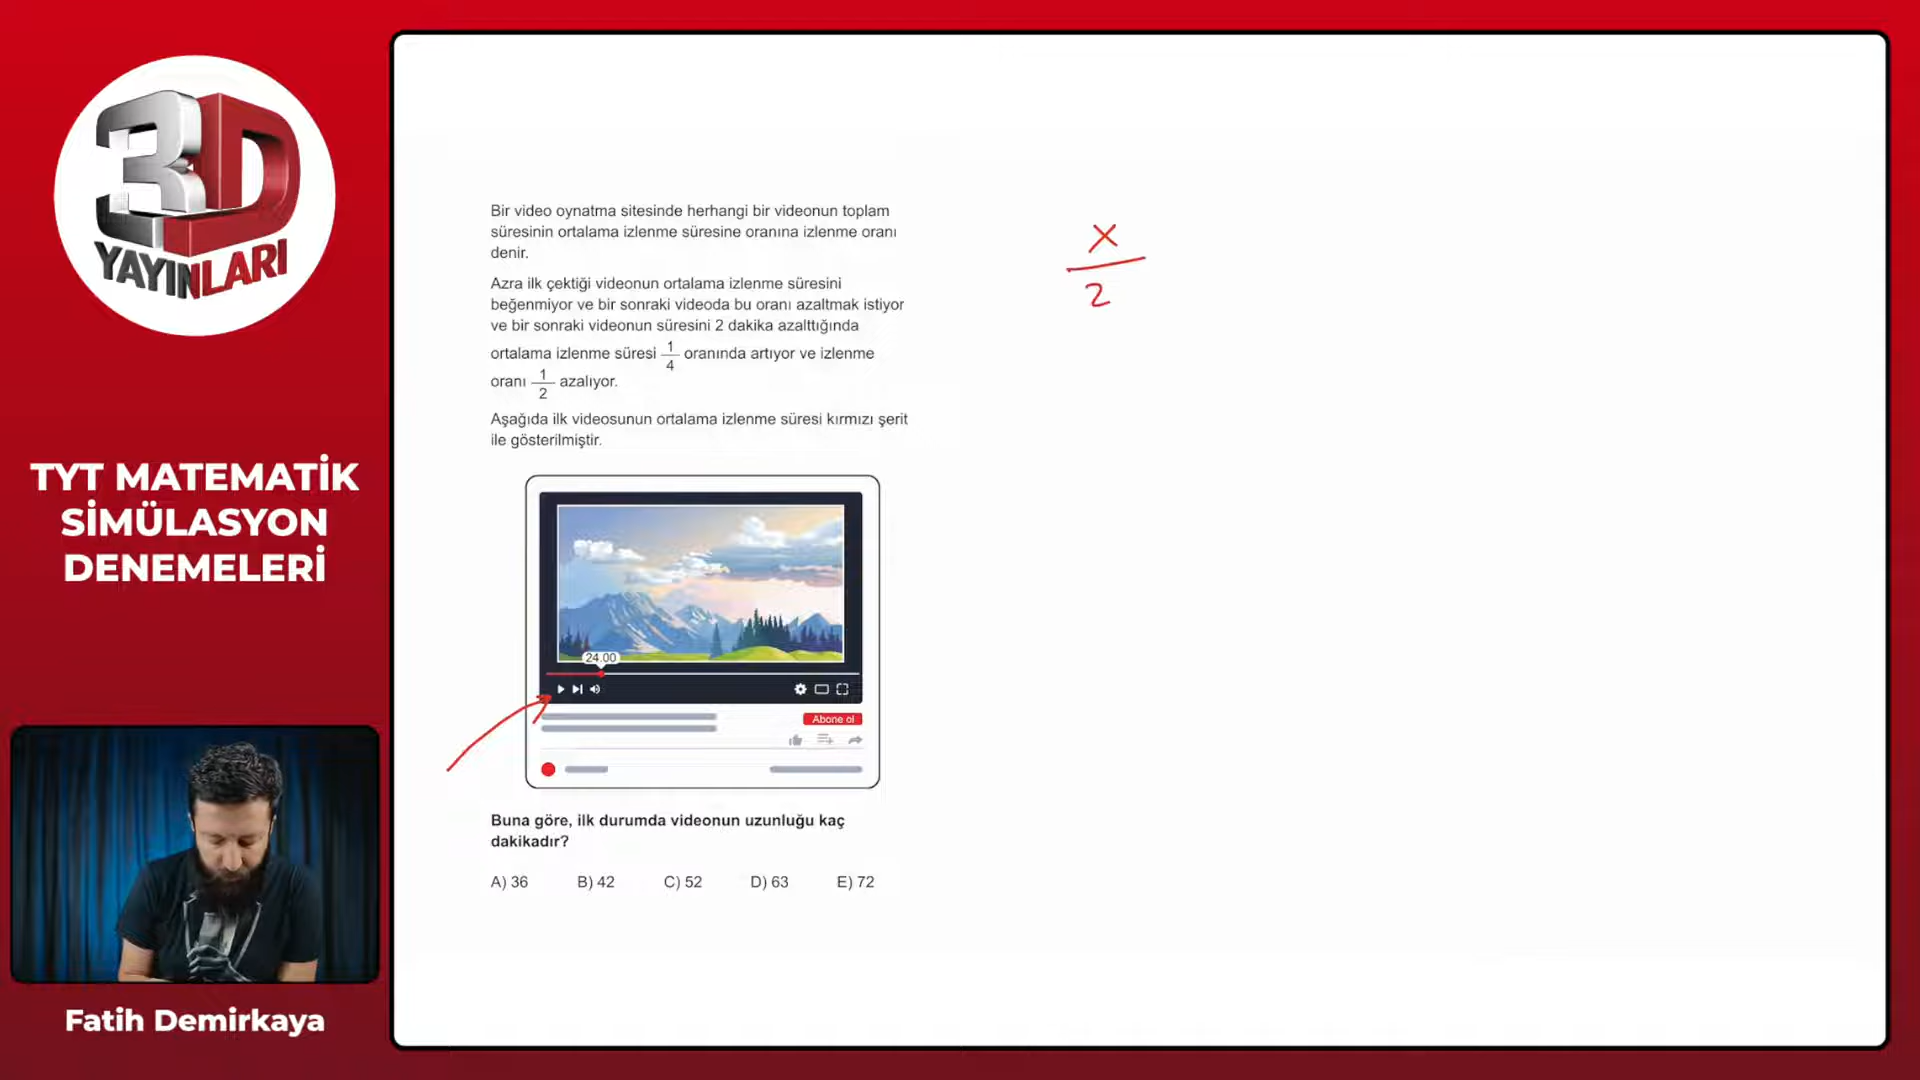 3D
YAYINLARI
TYT MATEMATİK
SİMÜLASYON
DENEMELERİ
Fatih Demirkaya
Bir video oynatma sitesinde herhangi bir videonun toplam
süresinin ortalama izlenme süresine oranına izlenme oranı
denir.
Azra ilk çektiği videonun ortalama izlenme süresini
beğenmiyor ve bir sonraki videoda bu oranı azaltmak istiyor
ve bir sonraki videonun süresini 2 dakika azalttığında
ortalama izlenme süresi 1/4 oranında artıyor ve izlenme
oranı 1/2 azalıyor.
Aşağıda ilk videosunun ortalama izlenme süresi kırmızı şerit
ile gösterilmiştir.
24.00
Abone ol
Buna göre, ilk durumda videonun uzunluğu kaç
dakikadır?
A) 36 B) 42 C) 52 D) 63 E) 72
x
2